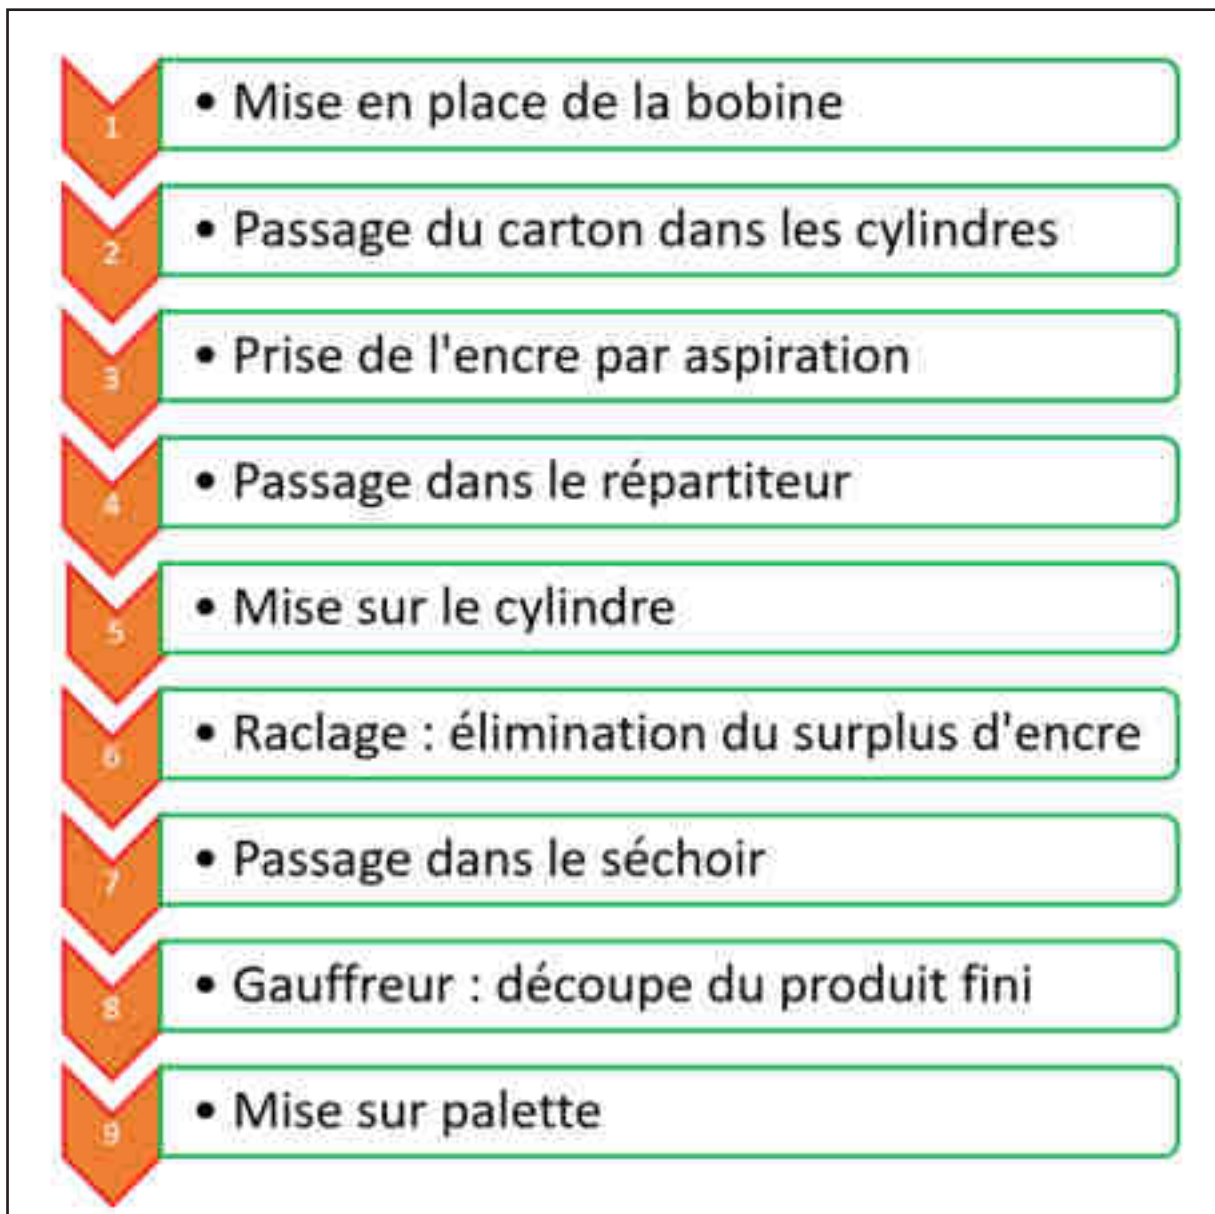 1
• Mise en place de la bobine
2
• Passage du carton dans les cylindres
3
• Prise de l'encre par aspiration
4
• Passage dans le répartiteur
5
• Mise sur le cylindre
6
• Raclage : élimination du surplus d'encre
7
• Passage dans le séchoir
8
• Gauffreur : découpe du produit fini
9
• Mise sur palette